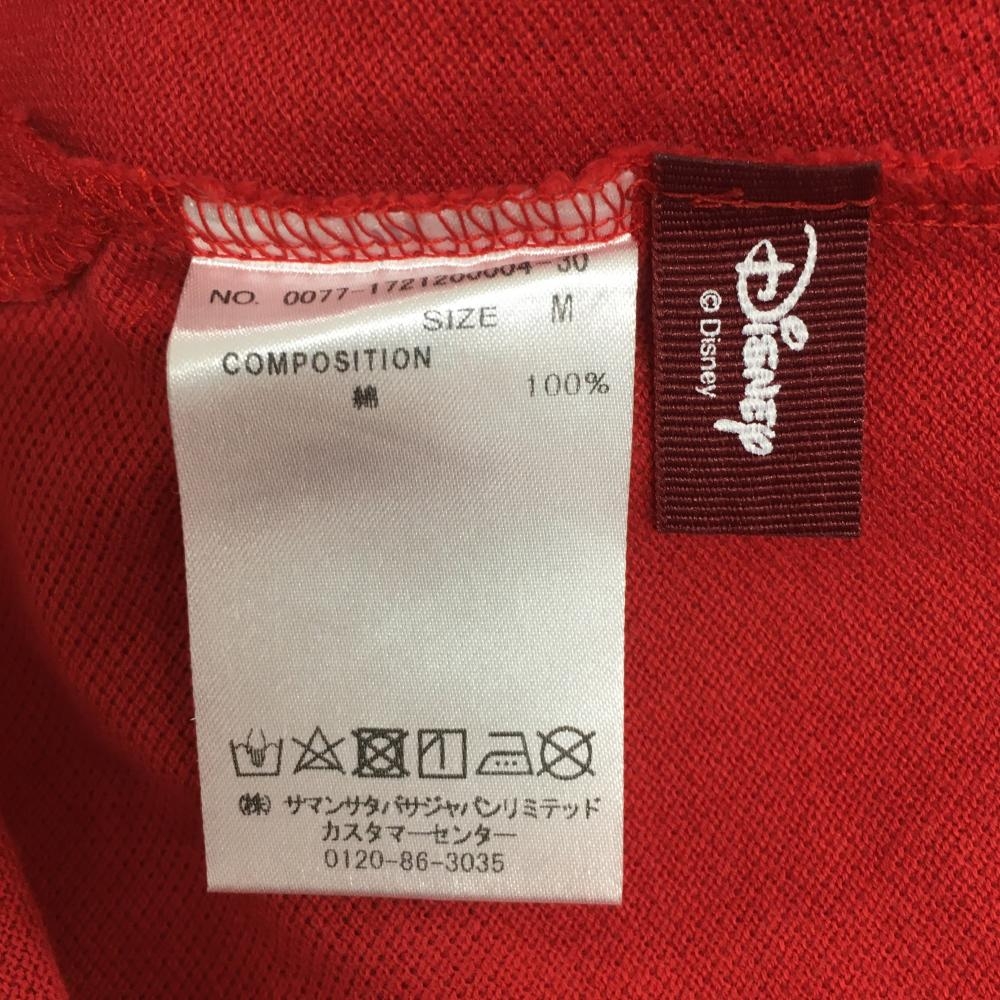 NO. 0077-1721200004-30
SIZE M
COMPOSITION
綿 100%
(株) サマンサタバサジャパンリミテッド
カスタマーセンター
0120-86-3035
Disney
© Disney